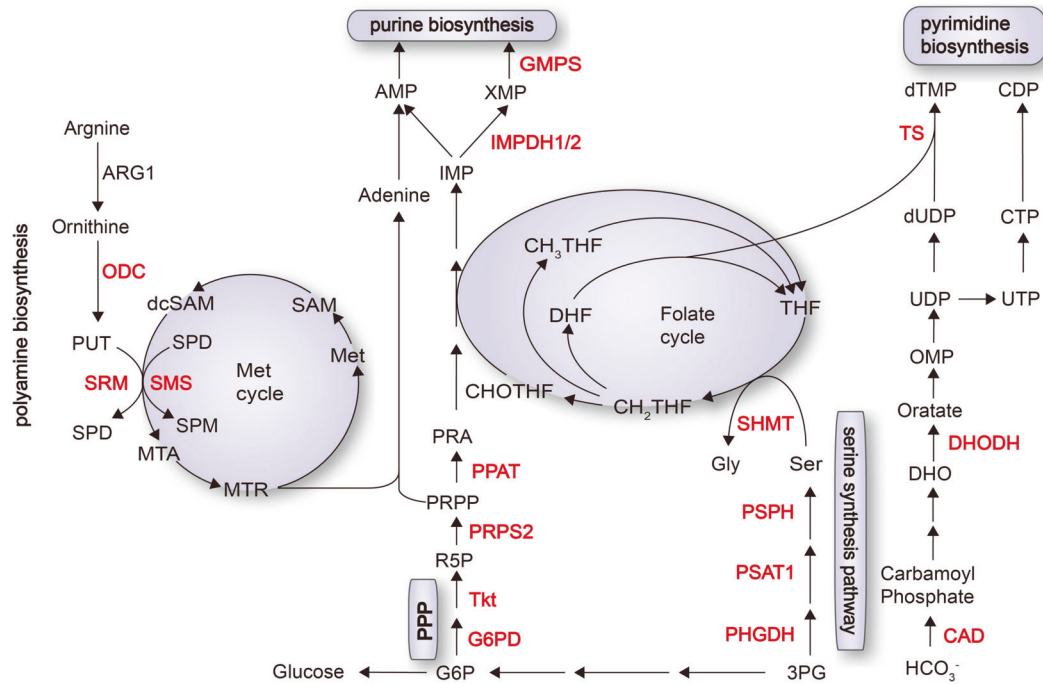 purine biosynthesis
pyrimidine
biosynthesis
GMPS
AMP
XMP
dTMP
CDP
TS
IMPDH1/2
IMP
Adenine
Argnine
ARG1
Ornithine
ODC
polyamine biosynthesis
dcSAM
SAM
PUT
SPD
Met
SRM
SMS
Met
cycle
SPD
SPM
MTA
MTR
CH₃THF
DHF
THF
Folate
cycle
CHOTHF
CH₂THF
dUDP
CTP
UDP
UTP
OMP
Oratate
DHODH
DHO
Carbamoyl
Phosphate
CAD
HCO₃⁻
SHMT
Gly
Ser
PSPH
PSAT1
PHGDH
serine synthesis pathway
3PG
PRA
PPAT
PRPP
PRPS2
R5P
Tkt
PPP
G6PD
Glucose
G6P